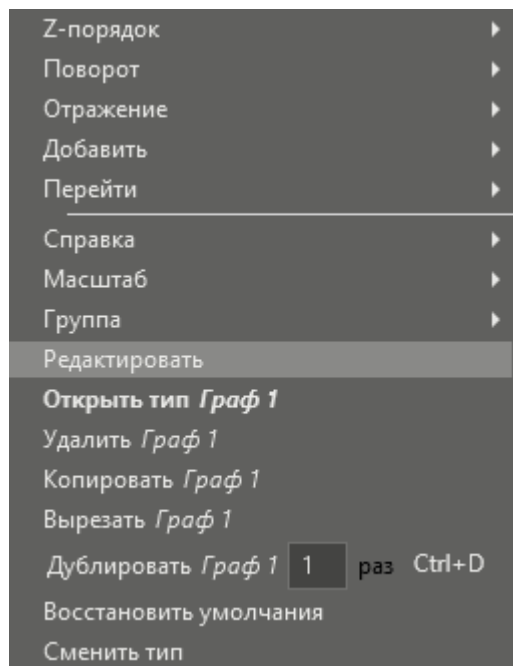 Z-порядок
Поворот
Отражение
Добавить
Перейти
Справка
Масштаб
Группа
Редактировать
Открыть тип Граф 1
Удалить Граф 1
Копировать Граф 1
Вырезать Граф 1
Дублировать Граф 1 1 раз Ctrl+D
Восстановить умолчания
Сменить тип